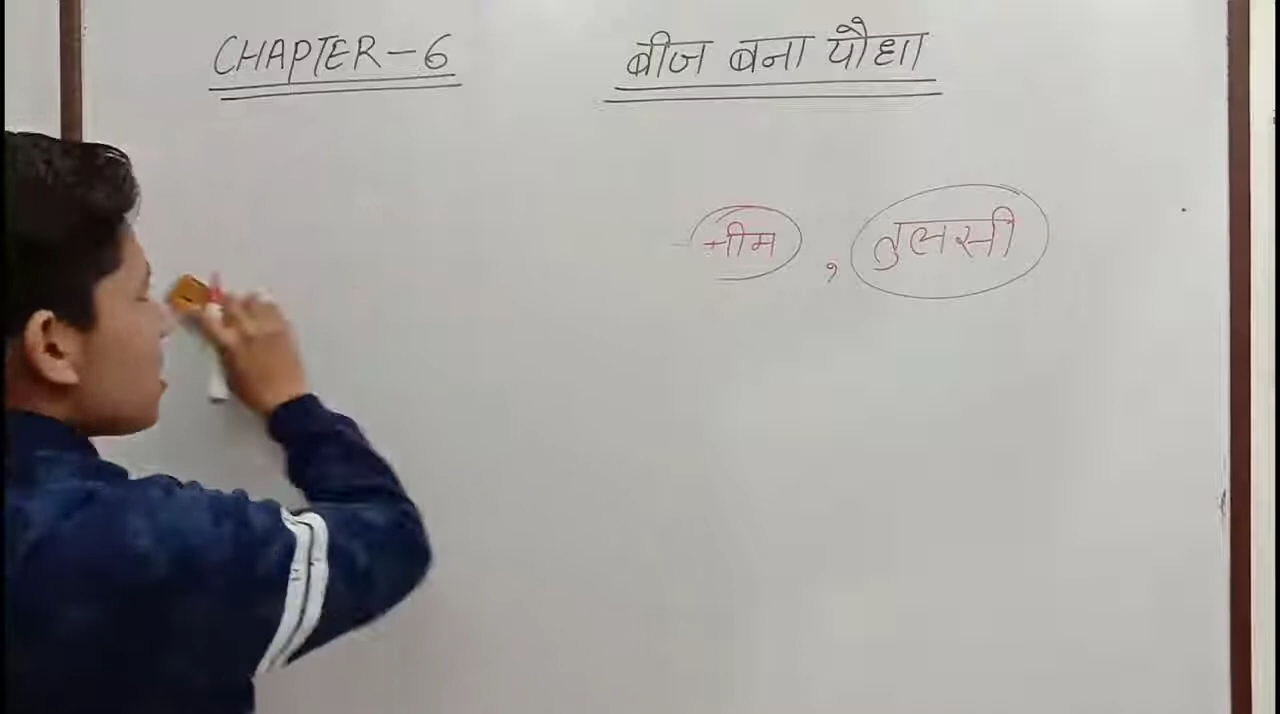 CHAPTER-6 बीज बना पौधा
नीम , तुलसी